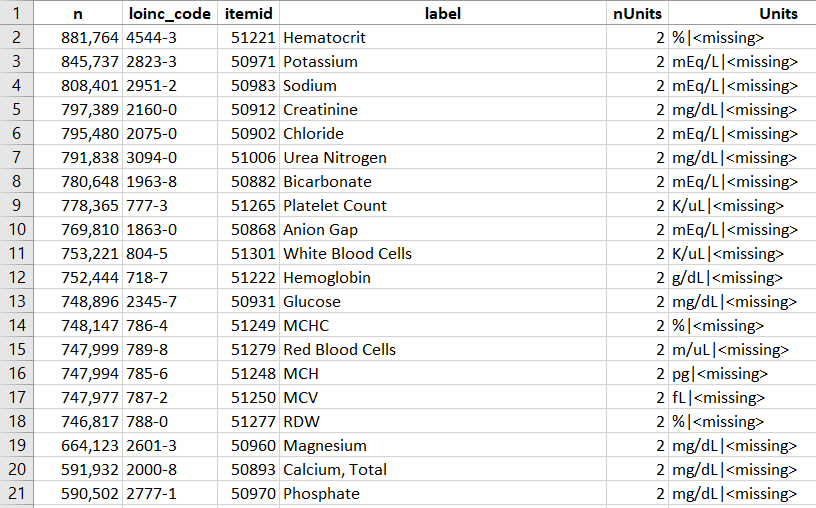 1 n loinc_code itemid label nUnits Units
2 881,764 4544-3 51221 Hematocrit 2 %|<missing>
3 845,737 2823-3 50971 Potassium 2 mEq/L|<missing>
4 808,401 2951-2 50983 Sodium 2 mEq/L|<missing>
5 797,389 2160-0 50912 Creatinine 2 mg/dL|<missing>
6 795,480 2075-0 50902 Chloride 2 mEq/L|<missing>
7 791,838 3094-0 51006 Urea Nitrogen 2 mg/dL|<missing>
8 780,648 1963-8 50882 Bicarbonate 2 mEq/L|<missing>
9 778,365 777-3 51265 Platelet Count 2 K/uL|<missing>
10 769,810 1863-0 50868 Anion Gap 2 mEq/L|<missing>
11 753,221 804-5 51301 White Blood Cells 2 K/uL|<missing>
12 752,444 718-7 51222 Hemoglobin 2 g/dL|<missing>
13 748,896 2345-7 50931 Glucose 2 mg/dL|<missing>
14 748,147 786-4 51249 MCHC 2 %|<missing>
15 747,999 789-8 51279 Red Blood Cells 2 m/uL|<missing>
16 747,994 785-6 51248 MCH 2 pg|<missing>
17 747,977 787-2 51250 MCV 2 fL|<missing>
18 746,817 788-0 51277 RDW 2 %|<missing>
19 664,123 2601-3 50960 Magnesium 2 mg/dL|<missing>
20 591,932 2000-8 50893 Calcium, Total 2 mg/dL|<missing>
21 590,502 2777-1 50970 Phosphate 2 mg/dL|<missing>